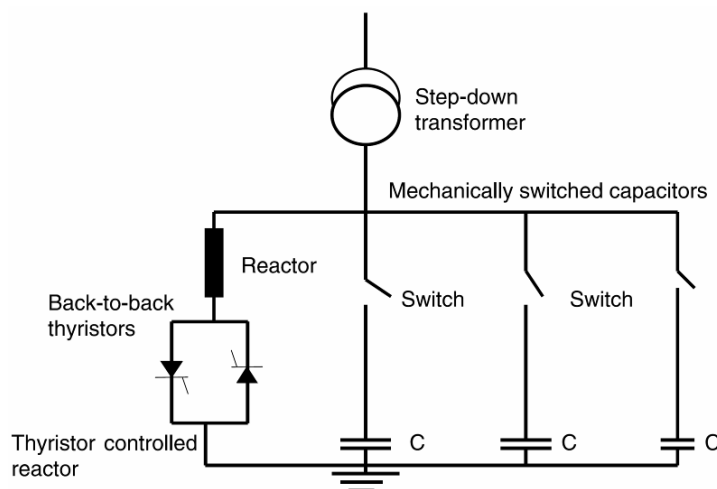 Step-down
transformer
Mechanically switched capacitors
Reactor
Switch
Switch
Back-to-back
thyristors
Thyristor controlled
reactor
C
C
C